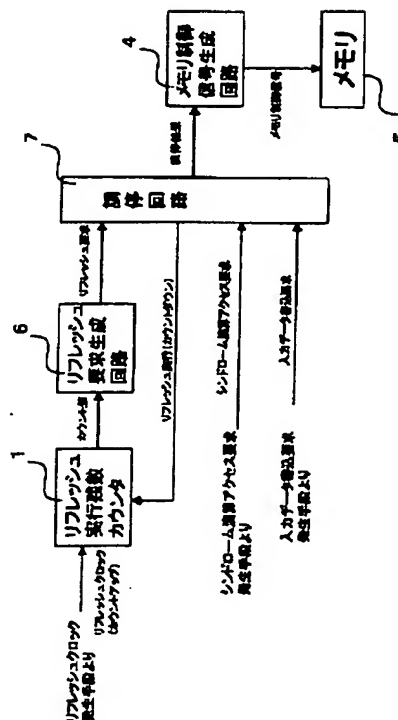 リフレッシュクロック
発生手段より
リフレッシュクロック
(カウントアップ)
1
リフレッシュ
実行残数
カウンタ
カウント値
6
リフレッシュ
要求生成
回路
リフレッシュ要求
リフレッシュ実行(カウントダウン)
シンドローム演算アクセス要求
発生手段より
シンドローム演算アクセス要求
入力データ書込要求
発生手段より
入力データ書込要求
7
調停回路
調停結果
4
メモリ制御
信号生成
回路
メモリ制御信号
メモリ
5